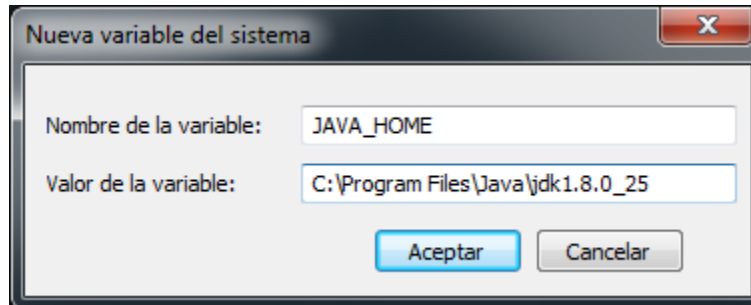 Nueva variable del sistema
Nombre de la variable: JAVA_HOME
Valor de la variable: C:\Program Files\Java\jdk1.8.0_25
Aceptar Cancelar